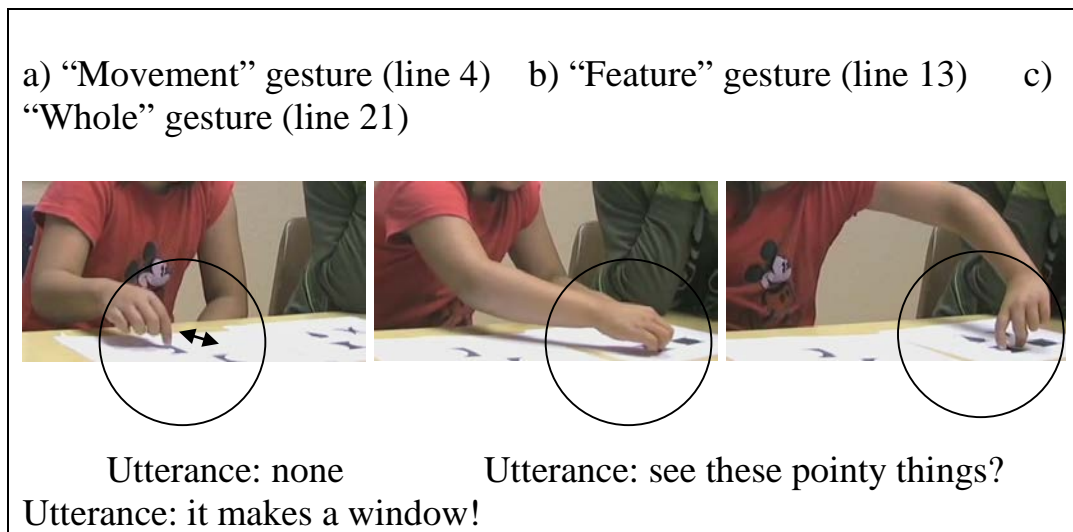 a) “Movement” gesture (line 4) b) “Feature” gesture (line 13) c)
“Whole” gesture (line 21)
Utterance: none Utterance: see these pointy things?
Utterance: it makes a window!